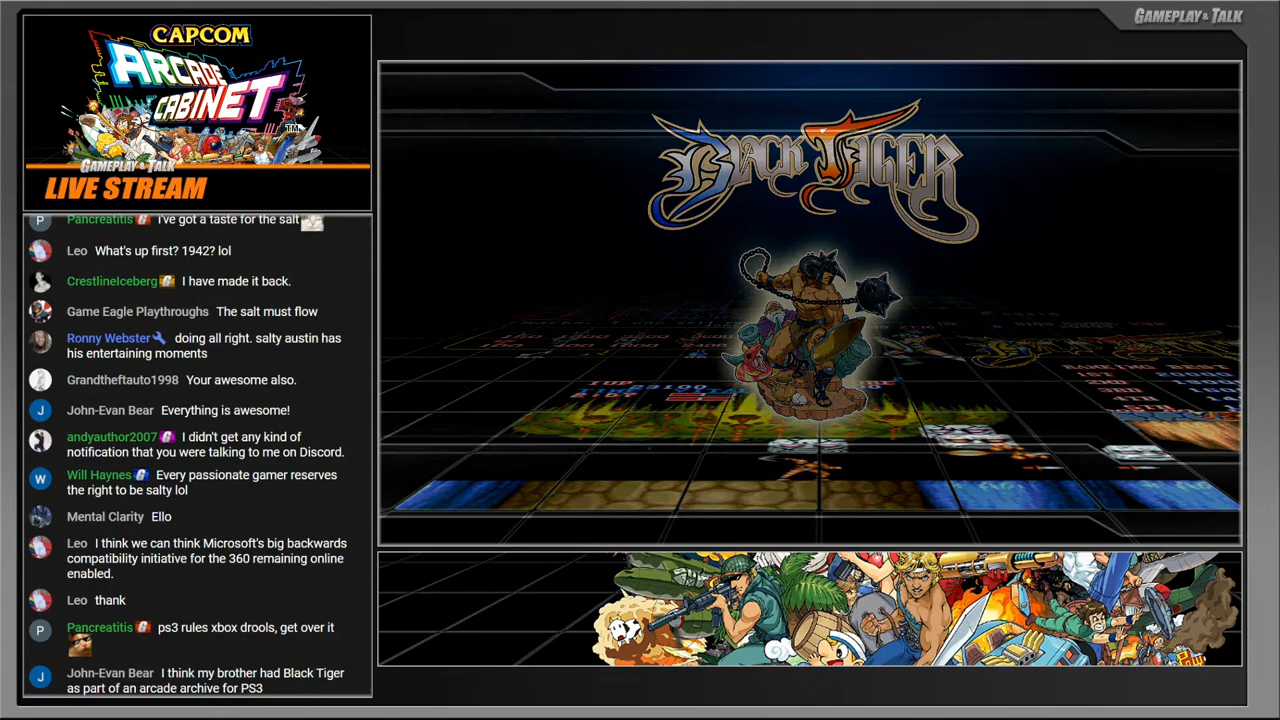 GAMEPLAY & TALK
CAPCOM
ARCADE
CABINET™
GAMEPLAY & TALK
LIVE STREAM
P Pancreatitis I've got a taste for the salt
Leo What's up first? 1942? lol
CrestlineIceberg I have made it back.
Game Eagle Playthroughs The salt must flow
Ronny Webster doing all right. salty austin has
his entertaining moments
Grandtheftauto1998 Your awesome also.
J John-Evan Bear Everything is awesome!
andyauthor2007 I didn't get any kind of
notification that you were talking to me on Discord.
W Will Haynes Every passionate gamer reserves
the right to be salty lol
Mental Clarity Ello
Leo I think we can think Microsoft's big backwards
compatibility initiative for the 360 remaining online
enabled.
Leo thank
P Pancreatitis ps3 rules xbox drools, get over it
J John-Evan Bear I think my brother had Black Tiger
as part of an arcade archive for PS3
BLACK TIGER
1UP
POW